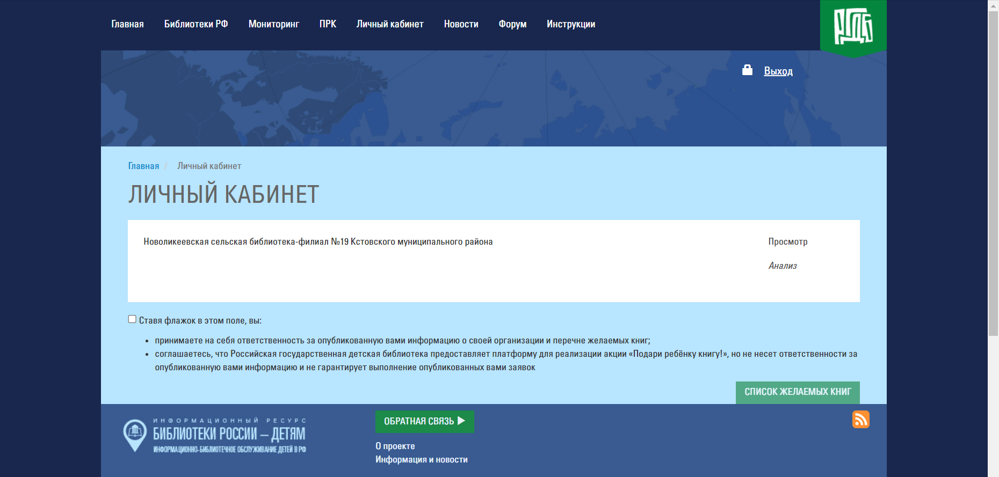 Главная Библиотеки РФ Мониторинг ПРК Личный кабинет Новости Форум Инструкции
РГДБ
Выход
Главная / Личный кабинет
ЛИЧНЫЙ КАБИНЕТ
Новоликеевская сельская библиотека-филиал №19 Кстовского муниципального района
Просмотр
Анализ
Ставя флажок в этом поле, вы:
• принимаете на себя ответственность за опубликованную вами информацию о своей организации и перечне желаемых книг;
• соглашаетесь, что Российская государственная детская библиотека предоставляет платформу для реализации акции «Подари ребёнку книгу!», но не несет ответственности за
опубликованную вами информацию и не гарантирует выполнение опубликованных вами заявок
СПИСОК ЖЕЛАЕМЫХ КНИГ
ИНФОРМАЦИОННЫЙ РЕСУРС
БИБЛИОТЕКИ РОССИИ – ДЕТЯМ
ИНФОРМАЦИОННО-БИБЛИОТЕЧНОЕ ОБСЛУЖИВАНИЕ ДЕТЕЙ В РФ
ОБРАТНАЯ СВЯЗЬ
О проекте
Информация и новости